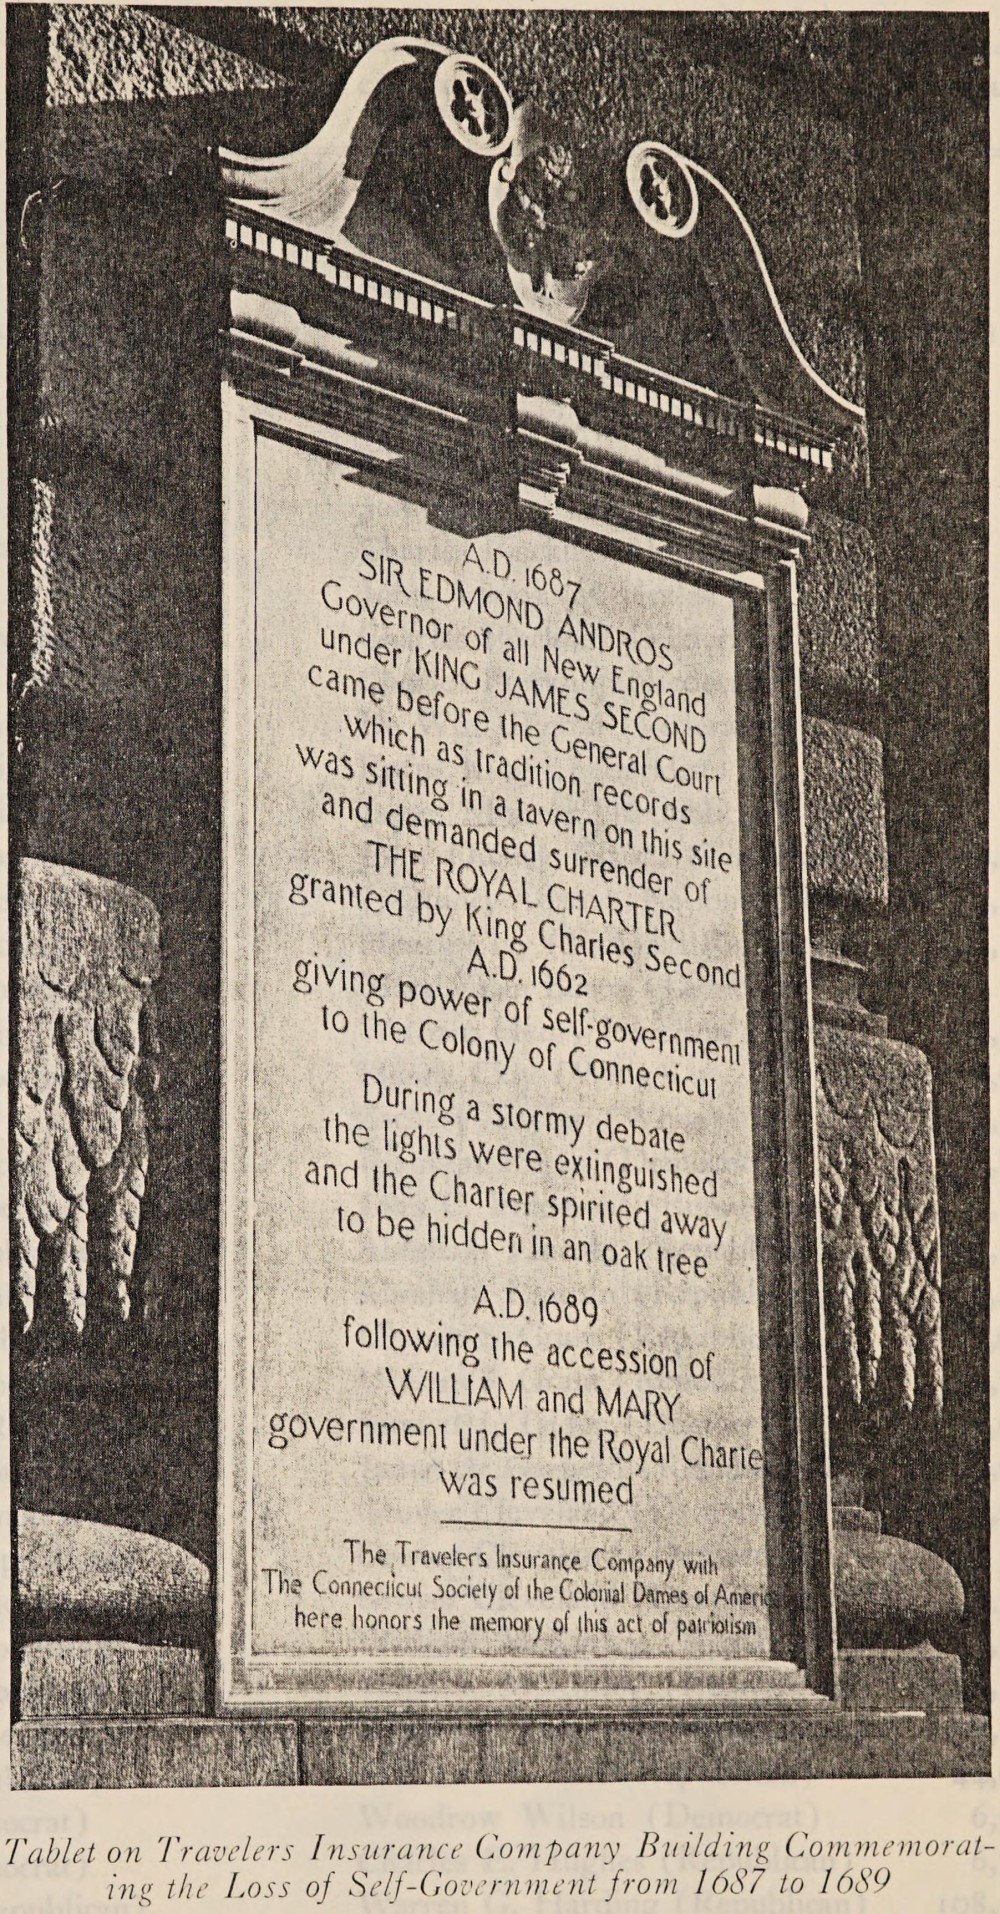 A.D. 1687
SIR EDMOND ANDROS
Governor of all New England
under KING JAMES SECOND
came before the General Court
which as tradition records
was sitting in a tavern on this site
and demanded surrender of
THE ROYAL CHARTER
granted by King Charles Second
A.D. 1662
giving power of self-government
to the Colony of Connecticut
During a stormy debate
the lights were extinguished
and the Charter spirited away
to be hidden in an oak tree
A.D. 1689
following the accession of
WILLIAM and MARY
government under the Royal Charte
was resumed
The Travelers Insurance Company with
The Connecticut Society of the Colonial Dames of Americ
here honors the memory of this act of patriotism
Woodrow Wilson (Democrat)
Tablet on Travelers Insurance Company Building Commemorat-
ing the Loss of Self-Government from 1687 to 1689